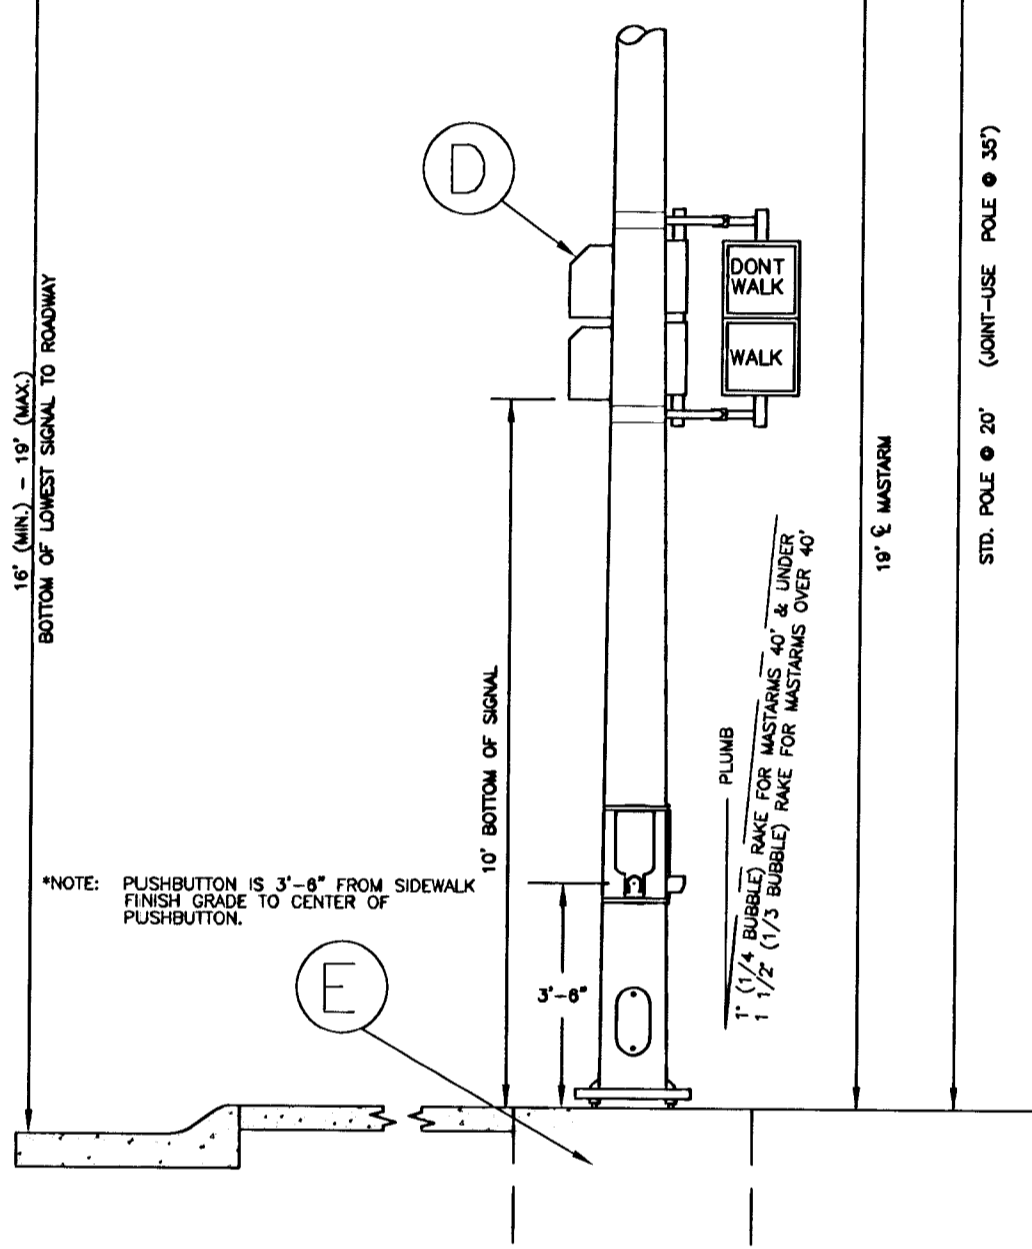 D
DONT
WALK
WALK
16' (MIN.) – 19' (MAX.)
BOTTOM OF LOWEST SIGNAL TO ROADWAY
STD. POLE @ 20' (JOINT-USE POLE @ 35')
19' ℄ MASTARM
10' BOTTOM OF SIGNAL
PLUMB
1" (1/4 BUBBLE) RAKE FOR MASTARMS 40' & UNDER
1 1/2" (1/3 BUBBLE) RAKE FOR MASTARMS OVER 40'
*NOTE: PUSHBUTTON IS 3'-6" FROM SIDEWALK
FINISH GRADE TO CENTER OF
PUSHBUTTON.
E
3'-6"